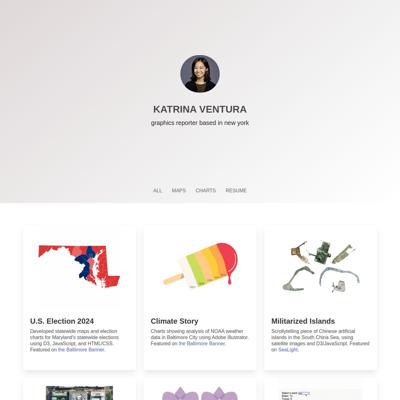 KATRINA VENTURA
graphics reporter based in new york
ALL MAPS CHARTS RESUME
U.S. Election 2024
Developed statewide maps and election
charts for Maryland's statewide elections
using D3, JavaScript, and HTML/CSS.
Featured on the Baltimore Banner.
Climate Story
Charts showing analysis of NOAA weather
data in Baltimore City using Adobe Illustrator.
Featured on the Baltimore Banner.
Militarized Islands
Scrollytelling piece of Chinese artificial
islands in the South China Sea, using
satellite images and D3/JavaScript. Featured
on SeaLight.